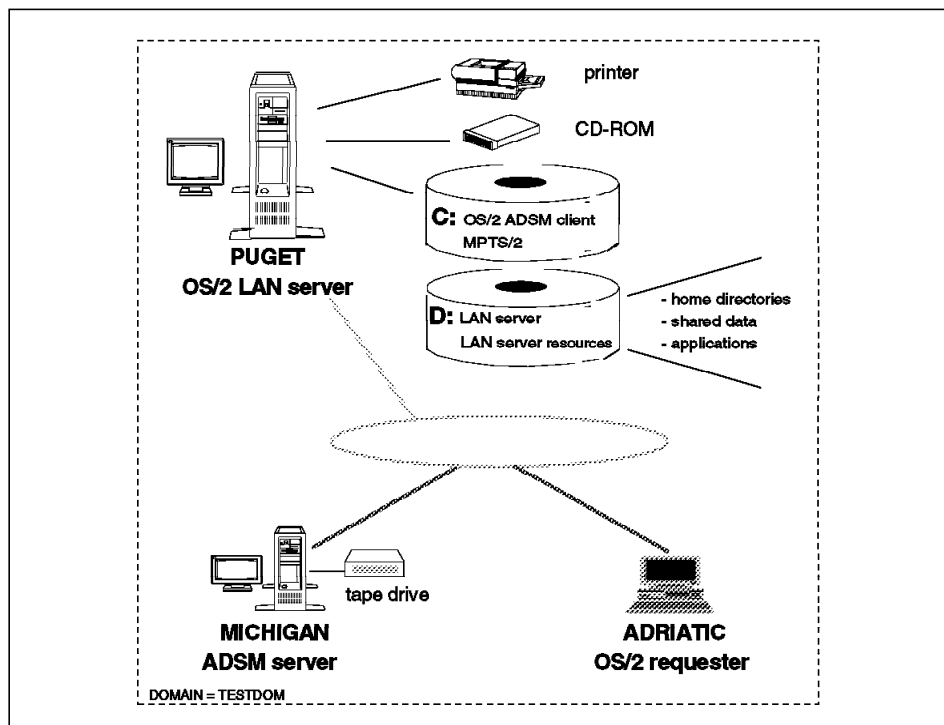 printer
CD-ROM
C: OS/2 ADSM client
MPTS/2
PUGET
OS/2 LAN server
D: LAN server
LAN server resources
- home directories
- shared data
- applications
tape drive
MICHIGAN
ADSM server
ADRIATIC
OS/2 requester
DOMAIN = TESTDOM